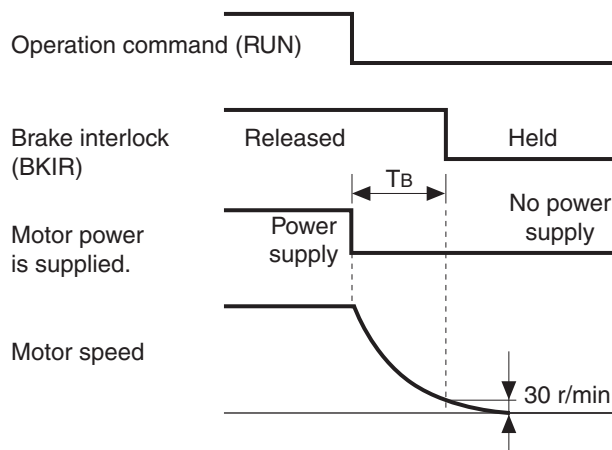 Operation command (RUN)
Brake interlock
(BKIR)
Released
Held
TB
Motor power
is supplied.
Power
supply
No power
supply
Motor speed
30 r/min